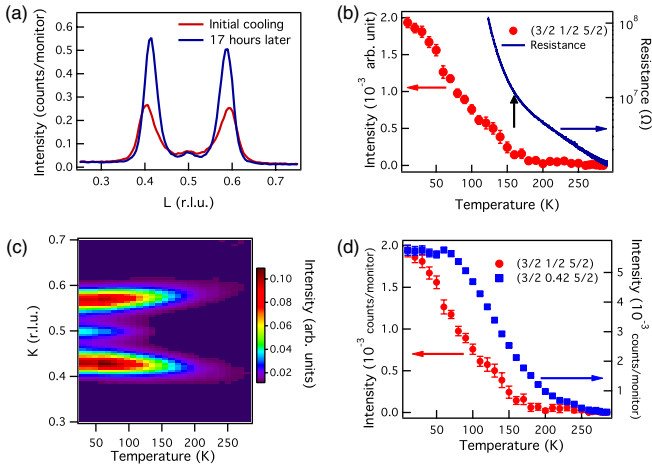 (a)
Initial cooling
17 hours later
Intensity (counts/monitor)
0.6
0.5
0.4
0.3
0.2
0.1
0.0
0.3
0.4
0.5
0.6
0.7
L (r.l.u.)
(b)
(3/2 1/2 5/2)
Resistance
Intensity (10⁻³ arb. unit)
2.0
1.5
1.0
0.5
0.0
50
100
150
200
250
Temperature (K)
10⁸
10⁷
Resistance (Ω)
(c)
K (r.l.u.)
0.7
0.6
0.5
0.4
0.3
50
100
150
200
250
Temperature (K)
0.10
0.08
0.06
0.04
0.02
Intensity (arb. units)
(d)
(3/2 1/2 5/2)
(3/2 0.42 5/2)
Intensity (10⁻³ counts/monitor)
2.0
1.5
1.0
0.5
0.0
50
100
150
200
250
Temperature (K)
5
4
3
2
1
Intensity (10⁻³ counts/monitor)